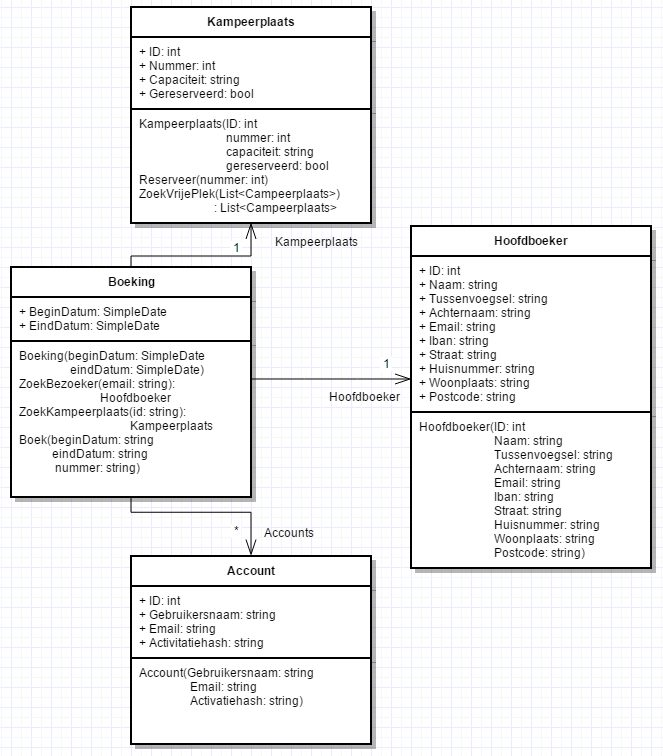 Kampeerplaats
+ ID: int
+ Nummer: int
+ Capaciteit: string
+ Gereserveerd: bool
Kampeerplaats(ID: int
nummer: int
capaciteit: string
gereserveerd: bool
Reserveer(nummer: int)
ZoekVrijePlek(List<Campeerplaats>)
: List<Campeerplaats>
1
Kampeerplaats
Boeking
+ BeginDatum: SimpleDate
+ EindDatum: SimpleDate
Boeking(beginDatum: SimpleDate
eindDatum: SimpleDate)
ZoekBezoeker(email: string):
Hoofdboeker
ZoekKampeerplaats(id: string):
Kampeerplaats
Boek(beginDatum: string
eindDatum: string
nummer: string)
1
Hoofdboeker
Hoofdboeker
+ ID: int
+ Naam: string
+ Tussenvoegsel: string
+ Achternaam: string
+ Email: string
+ Iban: string
+ Straat: string
+ Huisnummer: string
+ Woonplaats: string
+ Postcode: string
Hoofdboeker(ID: int
Naam: string
Tussenvoegsel: string
Achternaam: string
Email: string
Iban: string
Straat: string
Huisnummer: string
Woonplaats: string
Postcode: string)
*
Accounts
Account
+ ID: int
+ Gebruikersnaam: string
+ Email: string
+ Activitatiehash: string
Account(Gebruikersnaam: string
Email: string
Activatiehash: string)